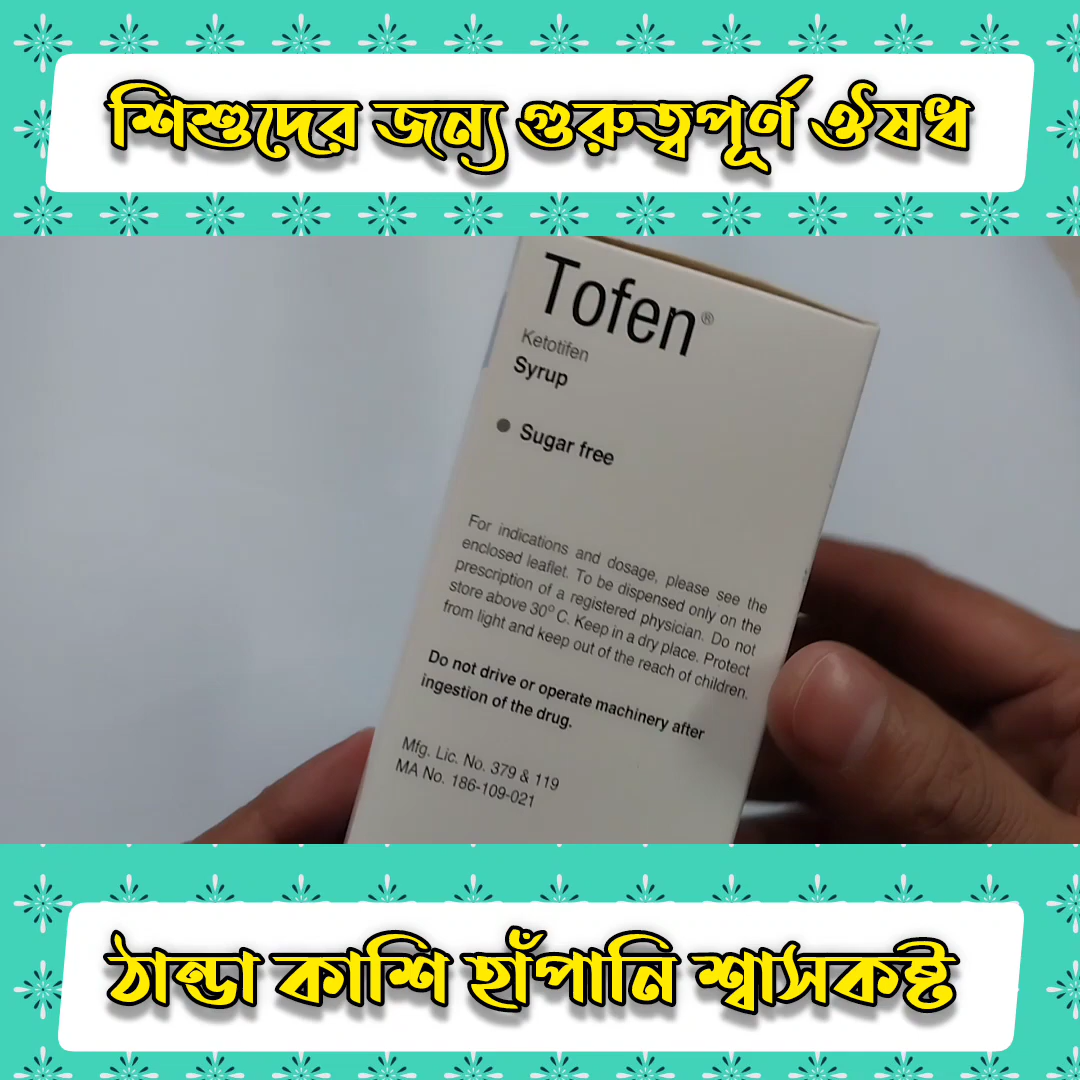 শিশুদের জন্য গুরুত্বপূর্ণ ঔষধ
Tofen®
Ketotifen
Syrup
● Sugar free
For indications and dosage, please see the
enclosed leaflet. To be dispensed only on the
prescription of a registered physician. Do not
store above 30° C. Keep in a dry place. Protect
from light and keep out of the reach of children.
Do not drive or operate machinery after
ingestion of the drug.
Mfg. Lic. No. 379 & 119
MA No. 186-109-021
ঠান্ডা কাশি হাঁপানি শ্বাসকষ্ট